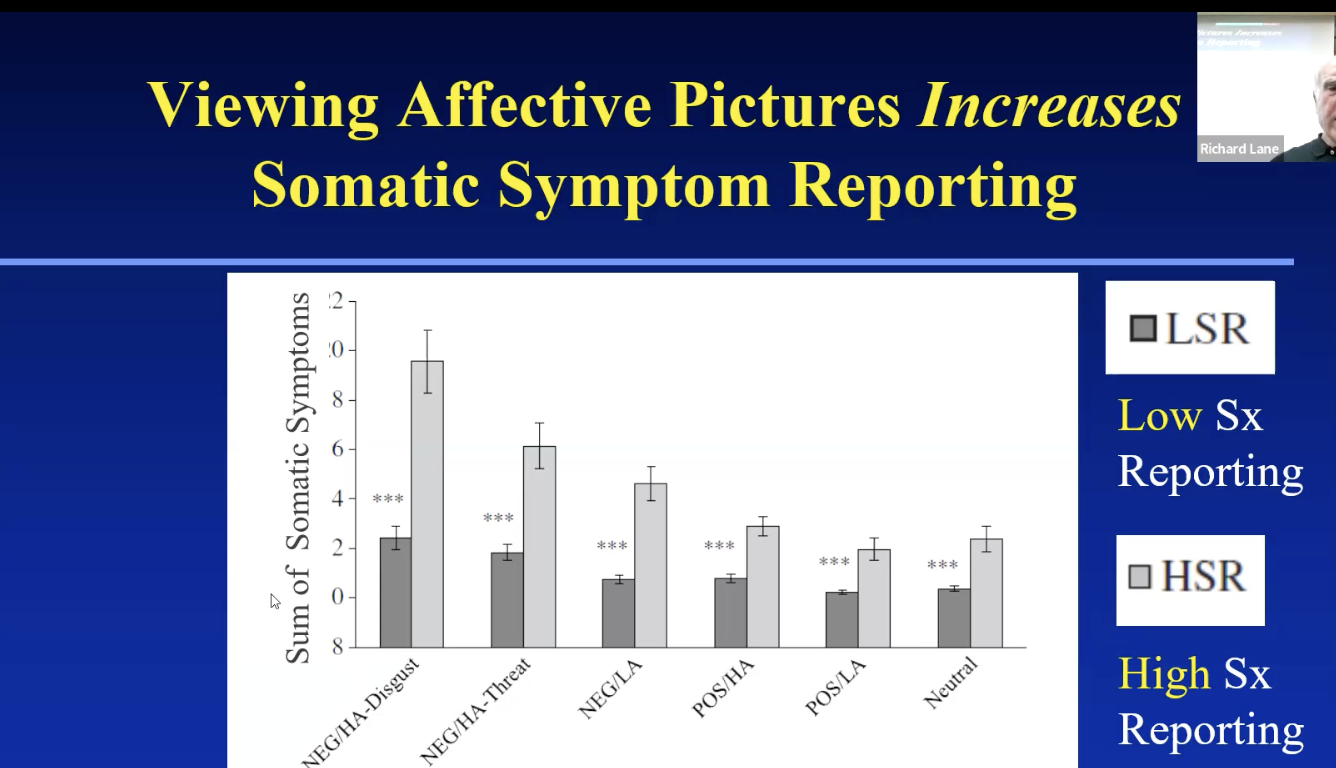 Viewing Affective Pictures Increases
Somatic Symptom Reporting
Richard Lane
Sum of Somatic Symptoms
2
0
8
6
4
2
0
8
***
***
***
***
***
***
NEG/HA-Disgust
NEG/HA-Threat
NEG/LA
POS/HA
POS/LA
Neutral
LSR
Low Sx
Reporting
HSR
High Sx
Reporting